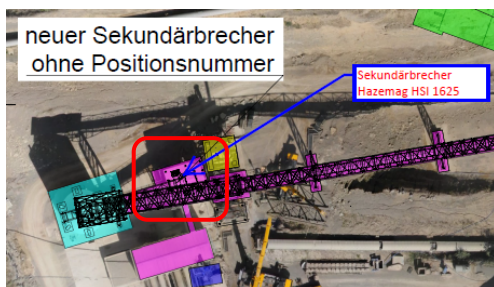 neuer Sekundärbrecher
ohne Positionsnummer
Sekundärbrecher
Hazemag HSI 1625